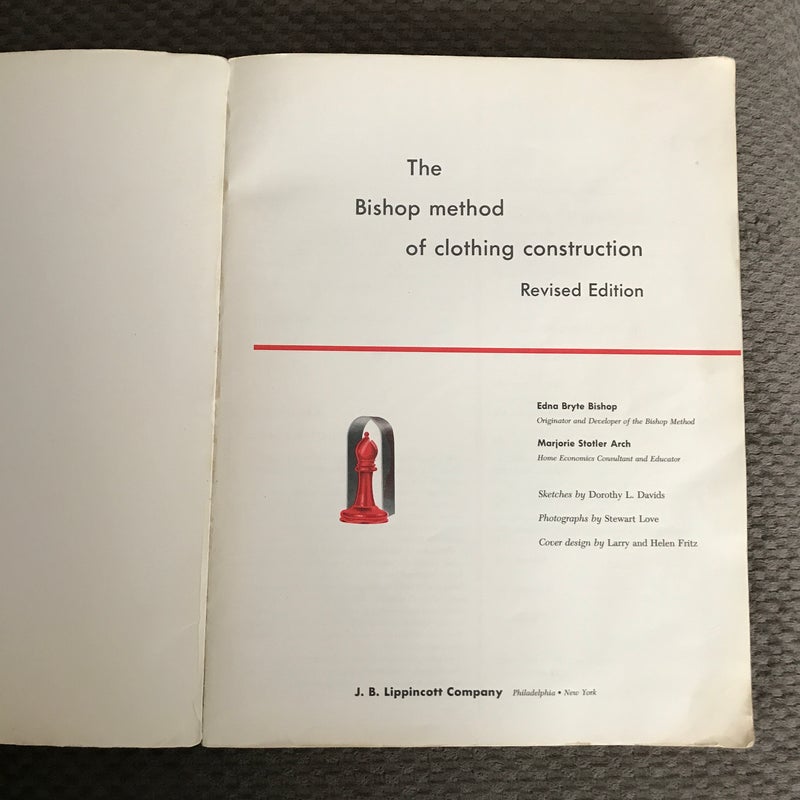 The
Bishop method
of clothing construction
Revised Edition
Edna Bryte Bishop
Originator and Developer of the Bishop Method
Marjorie Stotler Arch
Home Economics Consultant and Educator
Sketches by Dorothy L. Davids
Photographs by Stewart Love
Cover design by Larry and Helen Fritz
J. B. Lippincott Company Philadelphia • New York